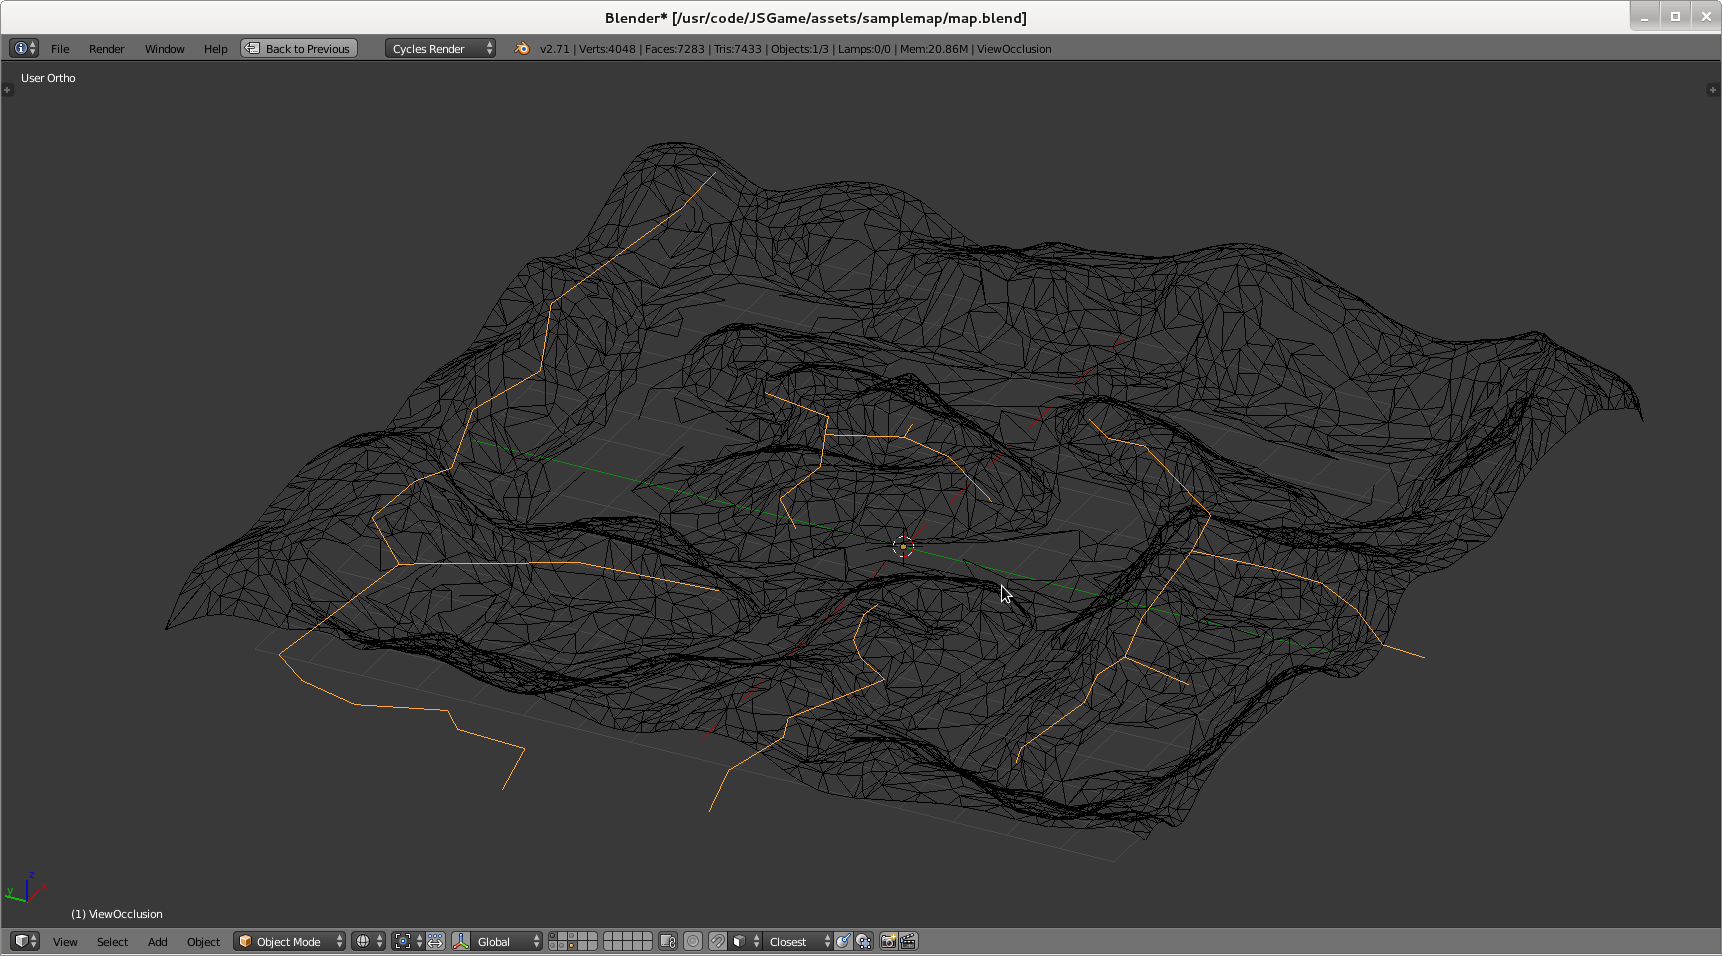 Blender* [/usr/code/JSGame/assets/samplemap/map.blend]
File Render Window Help Back to Previous Cycles Render v2.71 | Verts:4048 | Faces:7283 | Tris:7433 | Objects:1/3 | Lamps:0/0 | Mem:20.86M | ViewOcclusion
User Ortho
z
y x
(1) ViewOcclusion
View Select Add Object Object Mode Global Closest